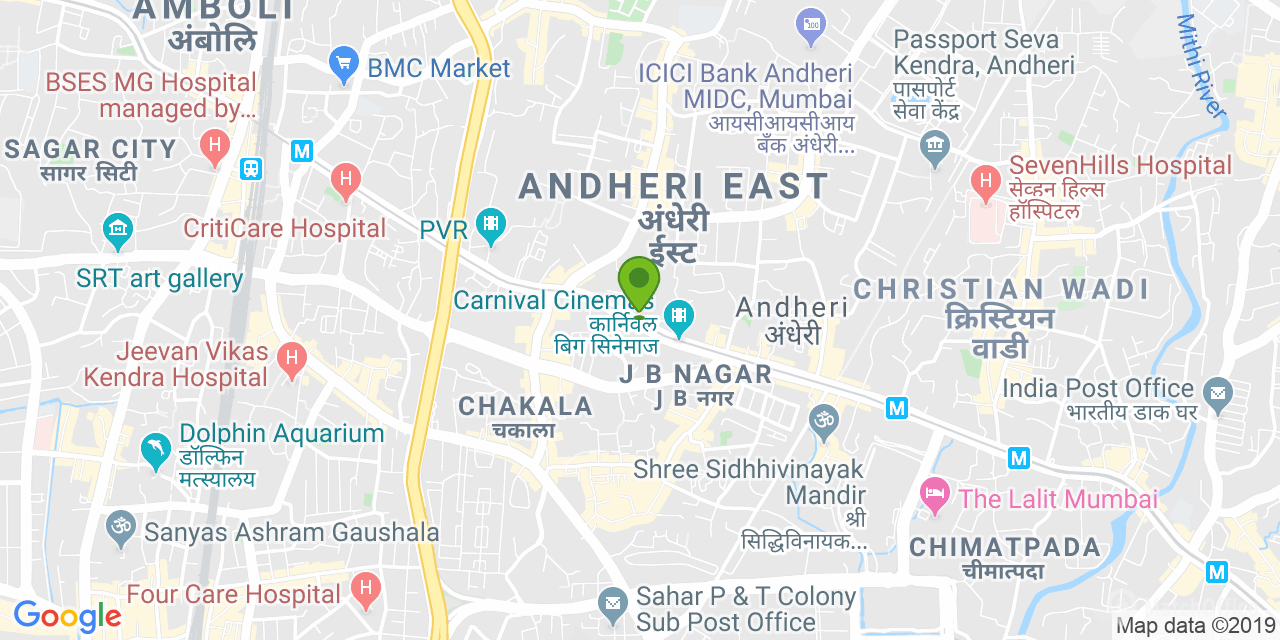 AMBOLI
अंबोलि
BMC Market
BSES MG Hospital
managed by...
SAGAR CITY
सागर सिटी
M
H
H
CritiCare Hospital
PVR
SRT art gallery
100
ICICI Bank Andheri
MIDC, Mumbai
आयसीआयसीआय
बँक अंधेरी...
Passport Seva
Kendra, Andheri
पासपोर्ट
सेवा केंद्र
Mithi River
H
SevenHills Hospital
सेव्हन हिल्स
हॉस्पिटल
ANDHERI EAST
अंधेरी
ईस्ट
Carnival Cinemas
कार्निवल
बिग सिनेमाज
Andheri
अंधेरी
CHRISTIAN WADI
क्रिस्टियन
वाडी
Jeevan Vikas
Kendra Hospital
H
J B NAGAR
J B नगर
CHAKALA
चकाला
M
India Post Office
भारतीय डाक घर
Dolphin Aquarium
डॉल्फिन
मत्स्यालय
ॐ
Shree Sidhhivinayak
Mandir
श्री
सिद्धिविनायक...
M
The Lalit Mumbai
ॐ
Sanyas Ashram Gaushala
CHIMATPADA
चीमात्पदा
M
Four Care Hospital
H
Sahar P & T Colony
Sub Post Office
Google
Map data ©2019